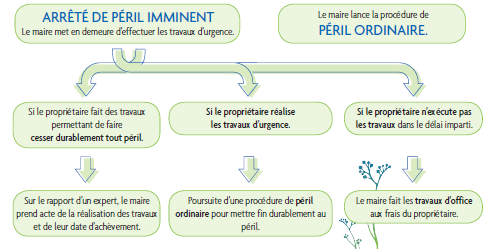 ARRÊTÉ DE PÉRIL IMMINENT
Le maire met en demeure d'effectuer les travaux d'urgence.
Le maire lance la procédure de
PÉRIL ORDINAIRE.
Si le propriétaire fait des travaux
permettant de faire
cesser durablement tout péril.
Si le propriétaire réalise
les travaux d'urgence.
Si le propriétaire n'exécute pas
les travaux dans le délai imparti.
Sur le rapport d'un expert, le maire
prend acte de la réalisation des travaux
et de leur date d'achèvement.
Poursuite d'une procédure de péril
ordinaire pour mettre fin durablement au
péril.
Le maire fait les travaux d'office
aux frais du propriétaire.